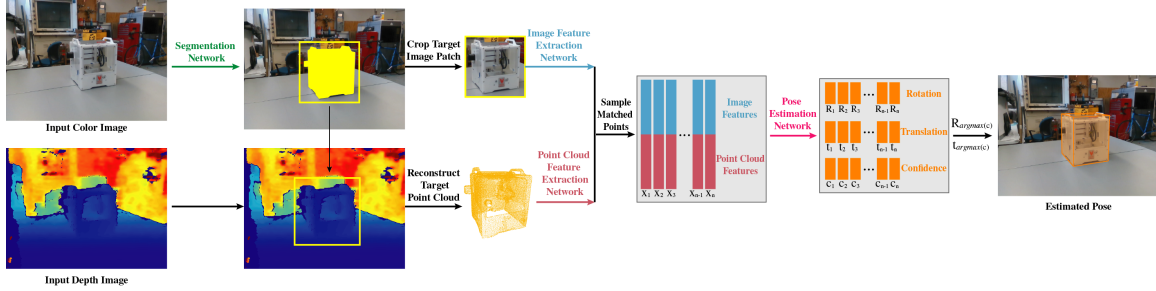 Segmentation
Network
Input Color Image
Crop Target
Image Patch
Image Feature
Extraction
Network
Input Depth Image
Reconstruct
Target
Point Cloud
Point Cloud
Feature
Extraction
Network
Sample
Matched
Points
Image
Features
Point Cloud
Features
X1 X2 X3 ... Xn-1 Xn
Pose
Estimation
Network
Rotation
R1 R2 R3 ... Rn-1 Rn
Translation
t1 t2 t3 ... tn-1 tn
Confidence
C1 C2 C3 ... Cn-1 Cn
Rargmax(c)
targmax(c)
Estimated Pose